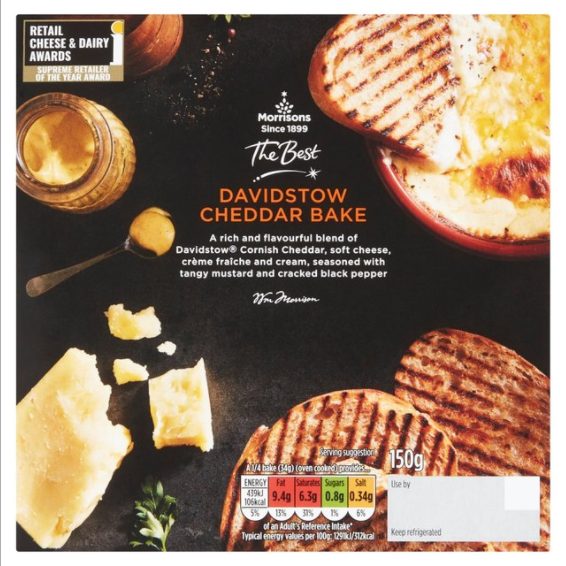 RETAIL
CHEESE & DAIRY
AWARDS
SUPREME RETAILER
OF THE YEAR AWARD
Morrisons
Since 1899
The Best
DAVIDSTOW
CHEDDAR BAKE
A rich and flavourful blend of
Davidstow® Cornish Cheddar, soft cheese,
crème fraîche and cream, seasoned with
tangy mustard and cracked black pepper
Wm Morrison
serving suggestion
150g
A 1/4 bake (34g) (oven cooked) provides
ENERGY Fat Saturates Sugars Salt
439kJ
106kcal 9.4g 6.3g 0.8g 0.34g
5% 13% 31% 1% 6%
of an Adult's Reference Intake*
Typical energy values per 100g: 1291kJ/312kcal
Use by
Keep refrigerated